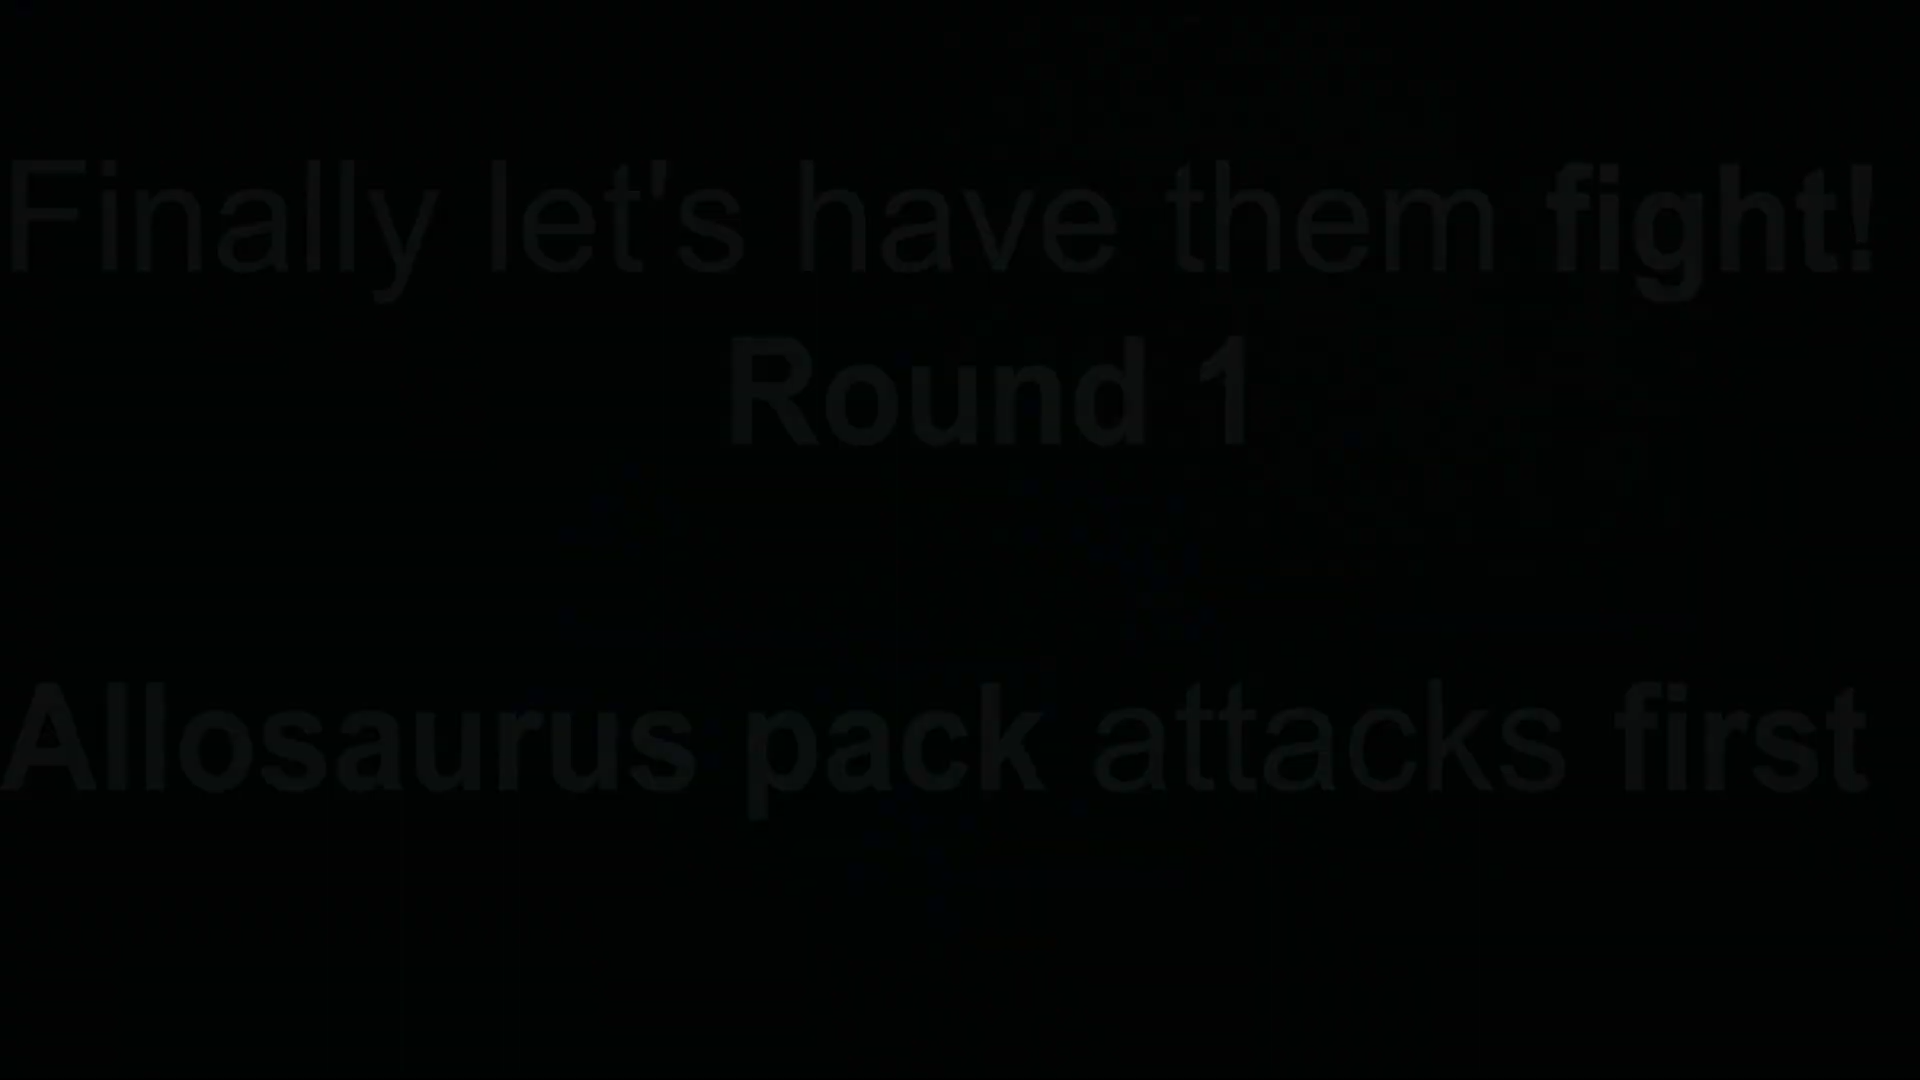 Finally let's have them fight!
Round 1
Allosaurus pack attacks first